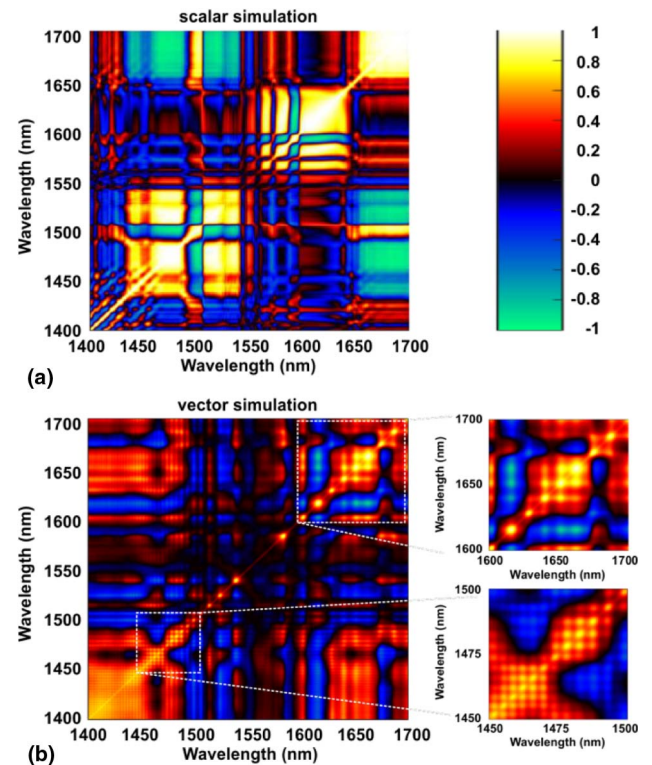 scalar simulation
1700
1650
1600
1550
1500
1450
1400
Wavelength (nm)
1400 1450 1500 1550 1600 1650 1700
Wavelength (nm)
(a)
1
0.8
0.6
0.4
0.2
0
-0.2
-0.4
-0.6
-0.8
-1
vector simulation
1700
1650
1600
1550
1500
1450
1400
Wavelength (nm)
1400 1450 1500 1550 1600 1650 1700
Wavelength (nm)
(b)
1700
1650
1600
Wavelength (nm)
1600 1650 1700
Wavelength (nm)
1500
1475
1450
Wavelength (nm)
1450 1475 1500
Wavelength (nm)